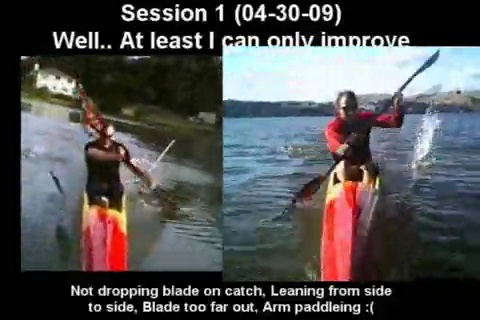 Session 1 (04-30-09)
Well.. At least I can only improve
Not dropping blade on catch, Leaning from side
to side, Blade too far out, Arm paddleing :(